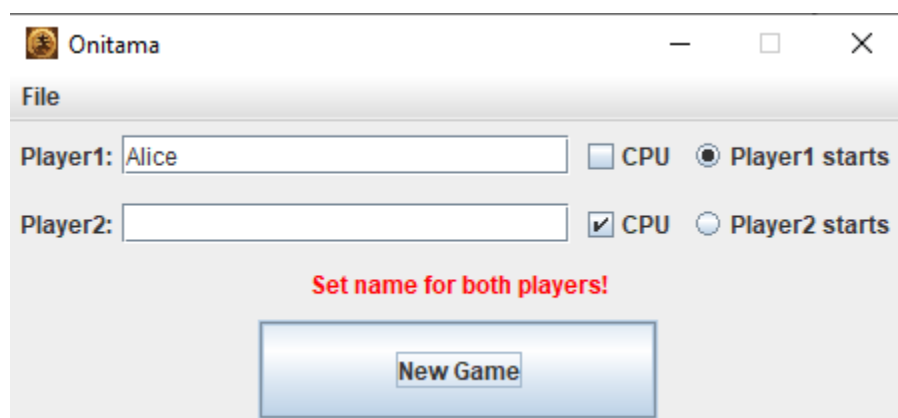 Onitama
File
Player1: Alice CPU Player1 starts
Player2: CPU Player2 starts
Set name for both players!
New Game